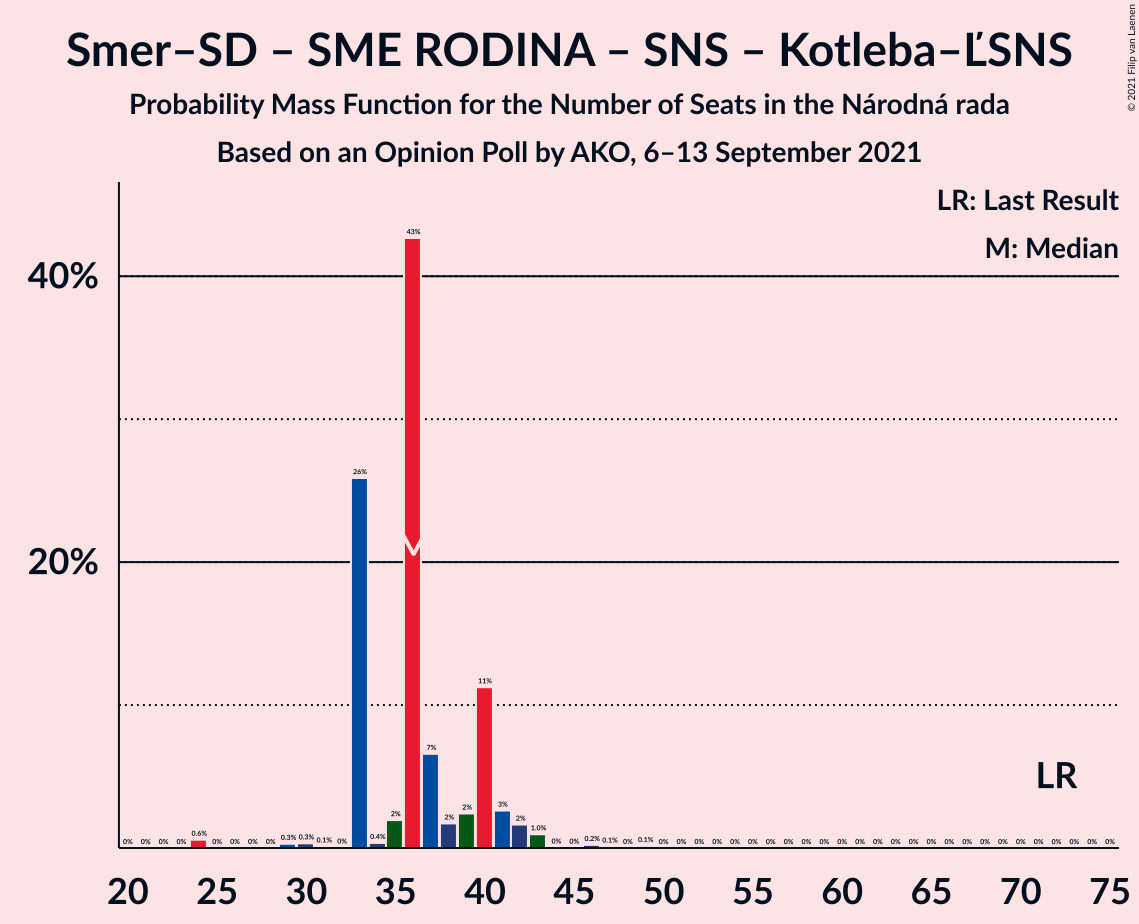 Smer–SD – SME RODINA – SNS – Kotleba–ĽSNS
Probability Mass Function for the Number of Seats in the Národná rada
Based on an Opinion Poll by AKO, 6–13 September 2021
© 2021 Filip van Laenen
LR: Last Result
M: Median
40%
20%
0% 0% 0% 0% 0.6% 0% 0% 0% 0% 0.3% 0.3% 0.1% 0% 26% 0.4% 2% 43% 7% 2% 2% 11% 3% 2% 1.0% 0% 0% 0.2% 0.1% 0% 0.1% 0% 0% 0% 0% 0% 0% 0% 0% 0% 0% 0% 0% 0% 0% 0% 0% 0% 0% 0% 0% 0% 0% 0% 0% 0% 0%
LR
20 25 30 35 40 45 50 55 60 65 70 75